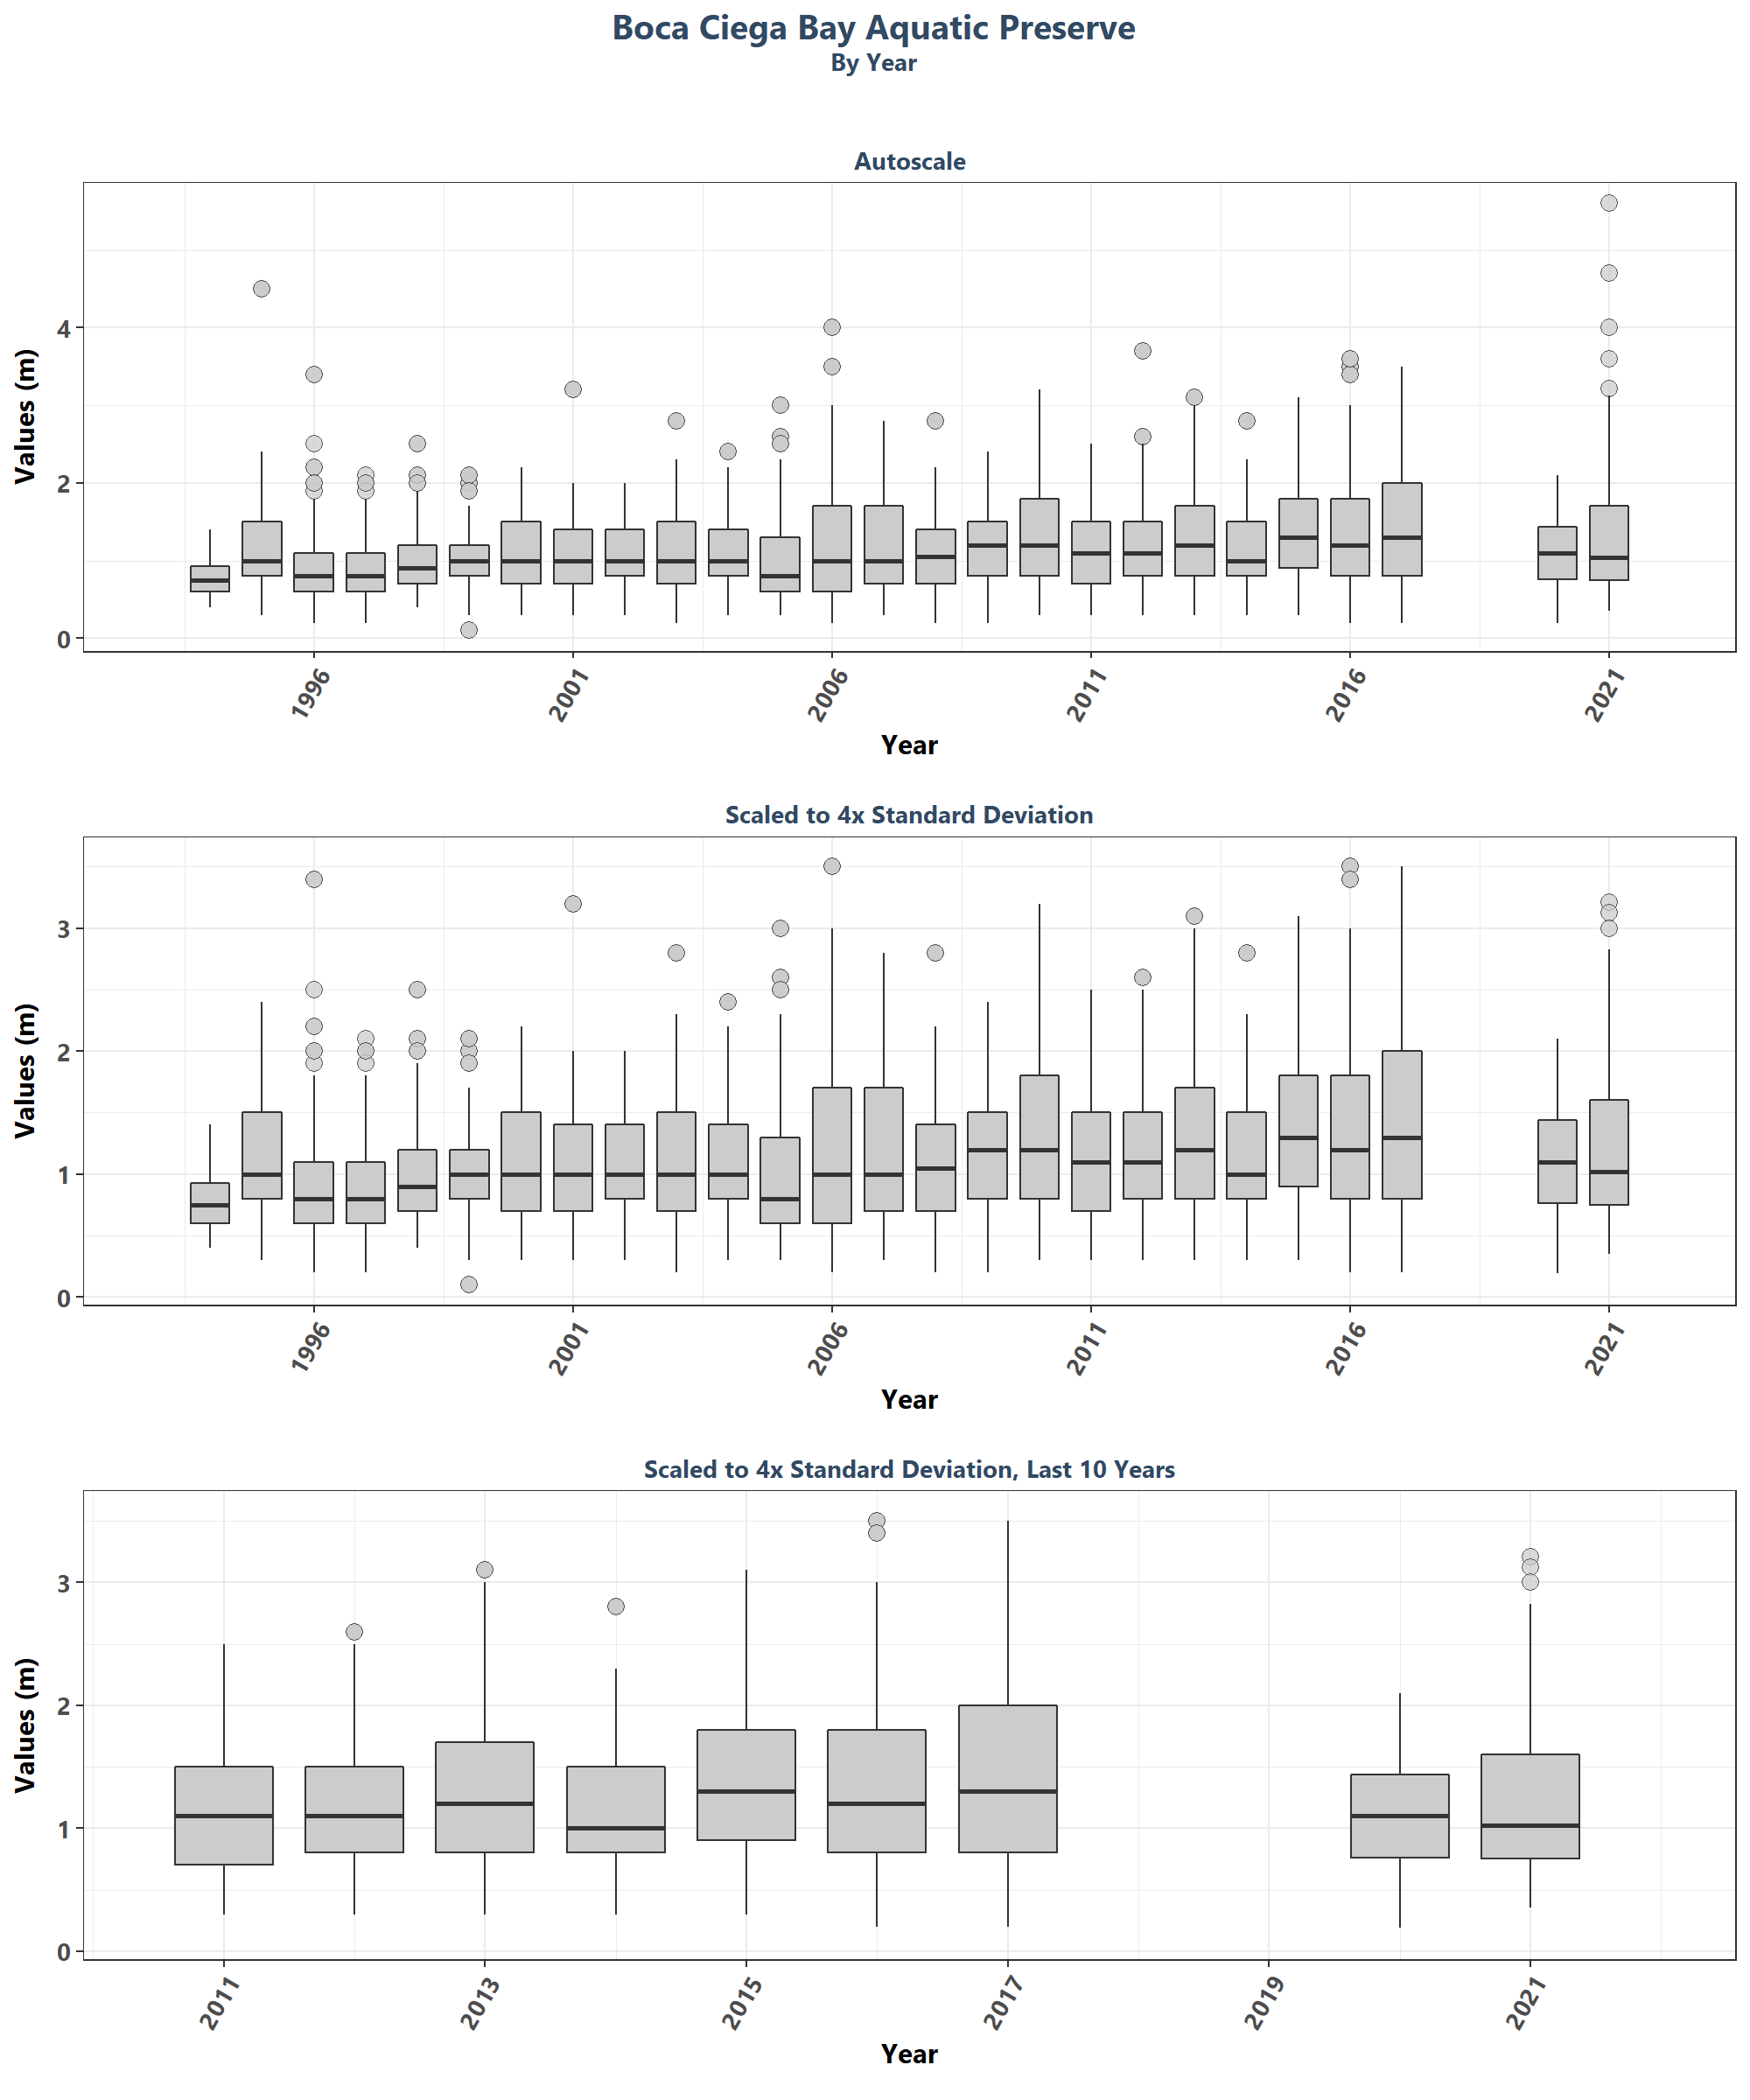 Boca Ciega Bay Aquatic Preserve
By Year
Autoscale
Values (m)
4
2
0
1996
2001
2006
2011
2016
2021
Year
Scaled to 4x Standard Deviation
Values (m)
3
2
1
0
1996
2001
2006
2011
2016
2021
Year
Scaled to 4x Standard Deviation, Last 10 Years
Values (m)
3
2
1
0
2011
2013
2015
2017
2019
2021
Year